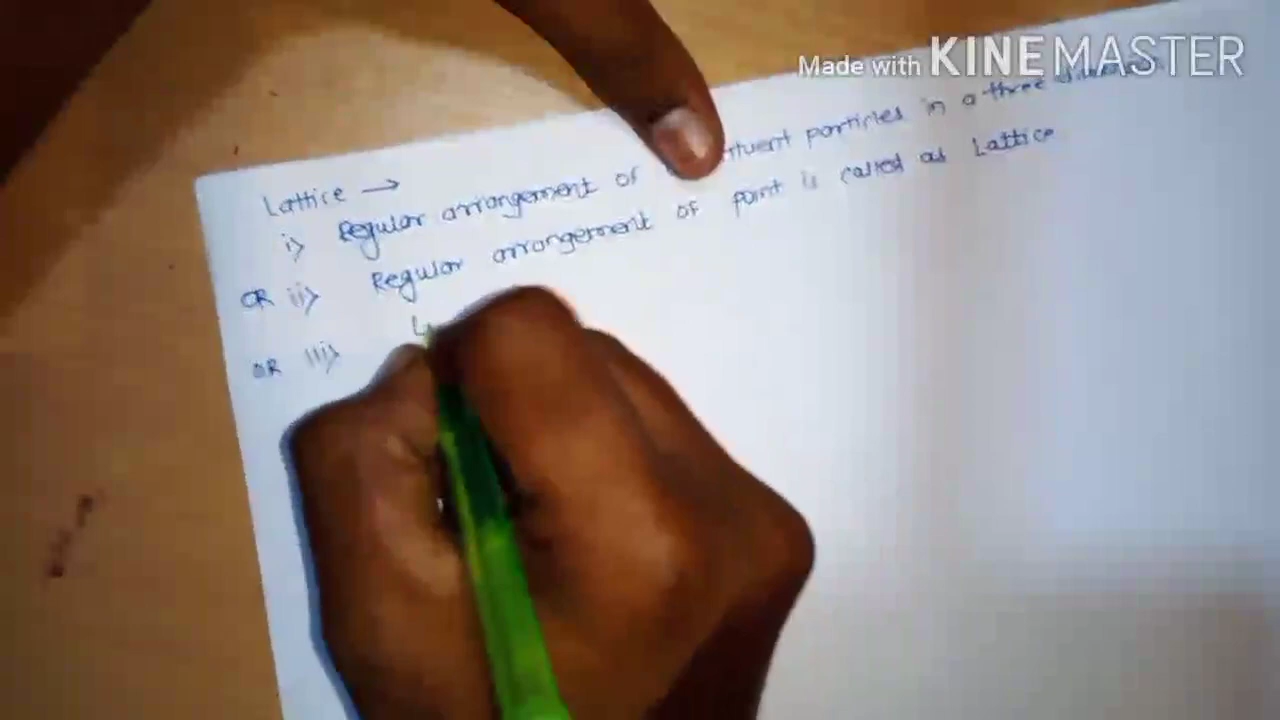 Made with KINEMASTER
Lattice →
i) Regular arrangement of particles in a three
OR ii) Regular arrangement of point is called as Lattice
OR iii) L